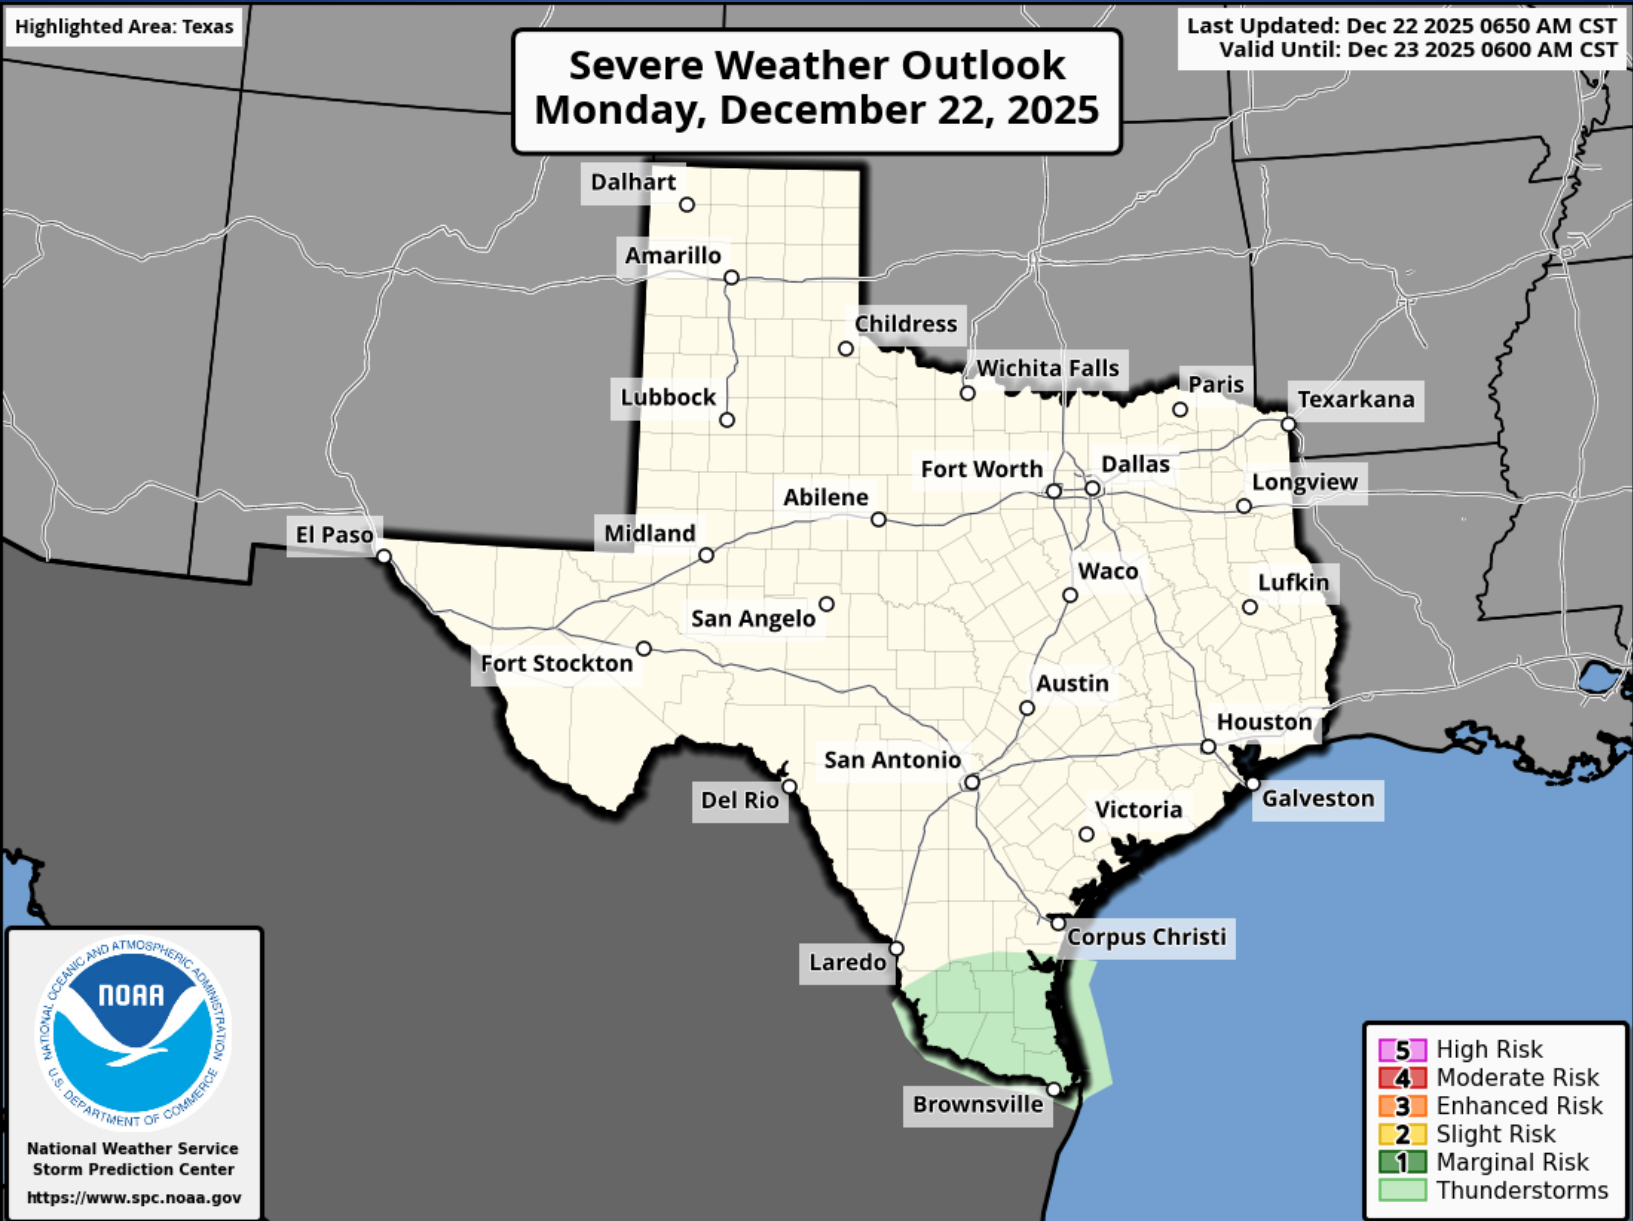 Highlighted Area: Texas
Severe Weather Outlook
Monday, December 22, 2025
Last Updated: Dec 22 2025 0650 AM CST
Valid Until: Dec 23 2025 0600 AM CST
Dalhart
Amarillo
Childress
Wichita Falls
Paris
Texarkana
Lubbock
Fort Worth
Dallas
Longview
Abilene
El Paso
Midland
Waco
Lufkin
San Angelo
Fort Stockton
Austin
Houston
San Antonio
Del Rio
Galveston
Victoria
Corpus Christi
Laredo
Brownsville
NATIONAL OCEANIC AND ATMOSPHERIC ADMINISTRATION
NOAA
U.S. DEPARTMENT OF COMMERCE
National Weather Service
Storm Prediction Center
https://www.spc.noaa.gov
5 High Risk
4 Moderate Risk
3 Enhanced Risk
2 Slight Risk
1 Marginal Risk
Thunderstorms